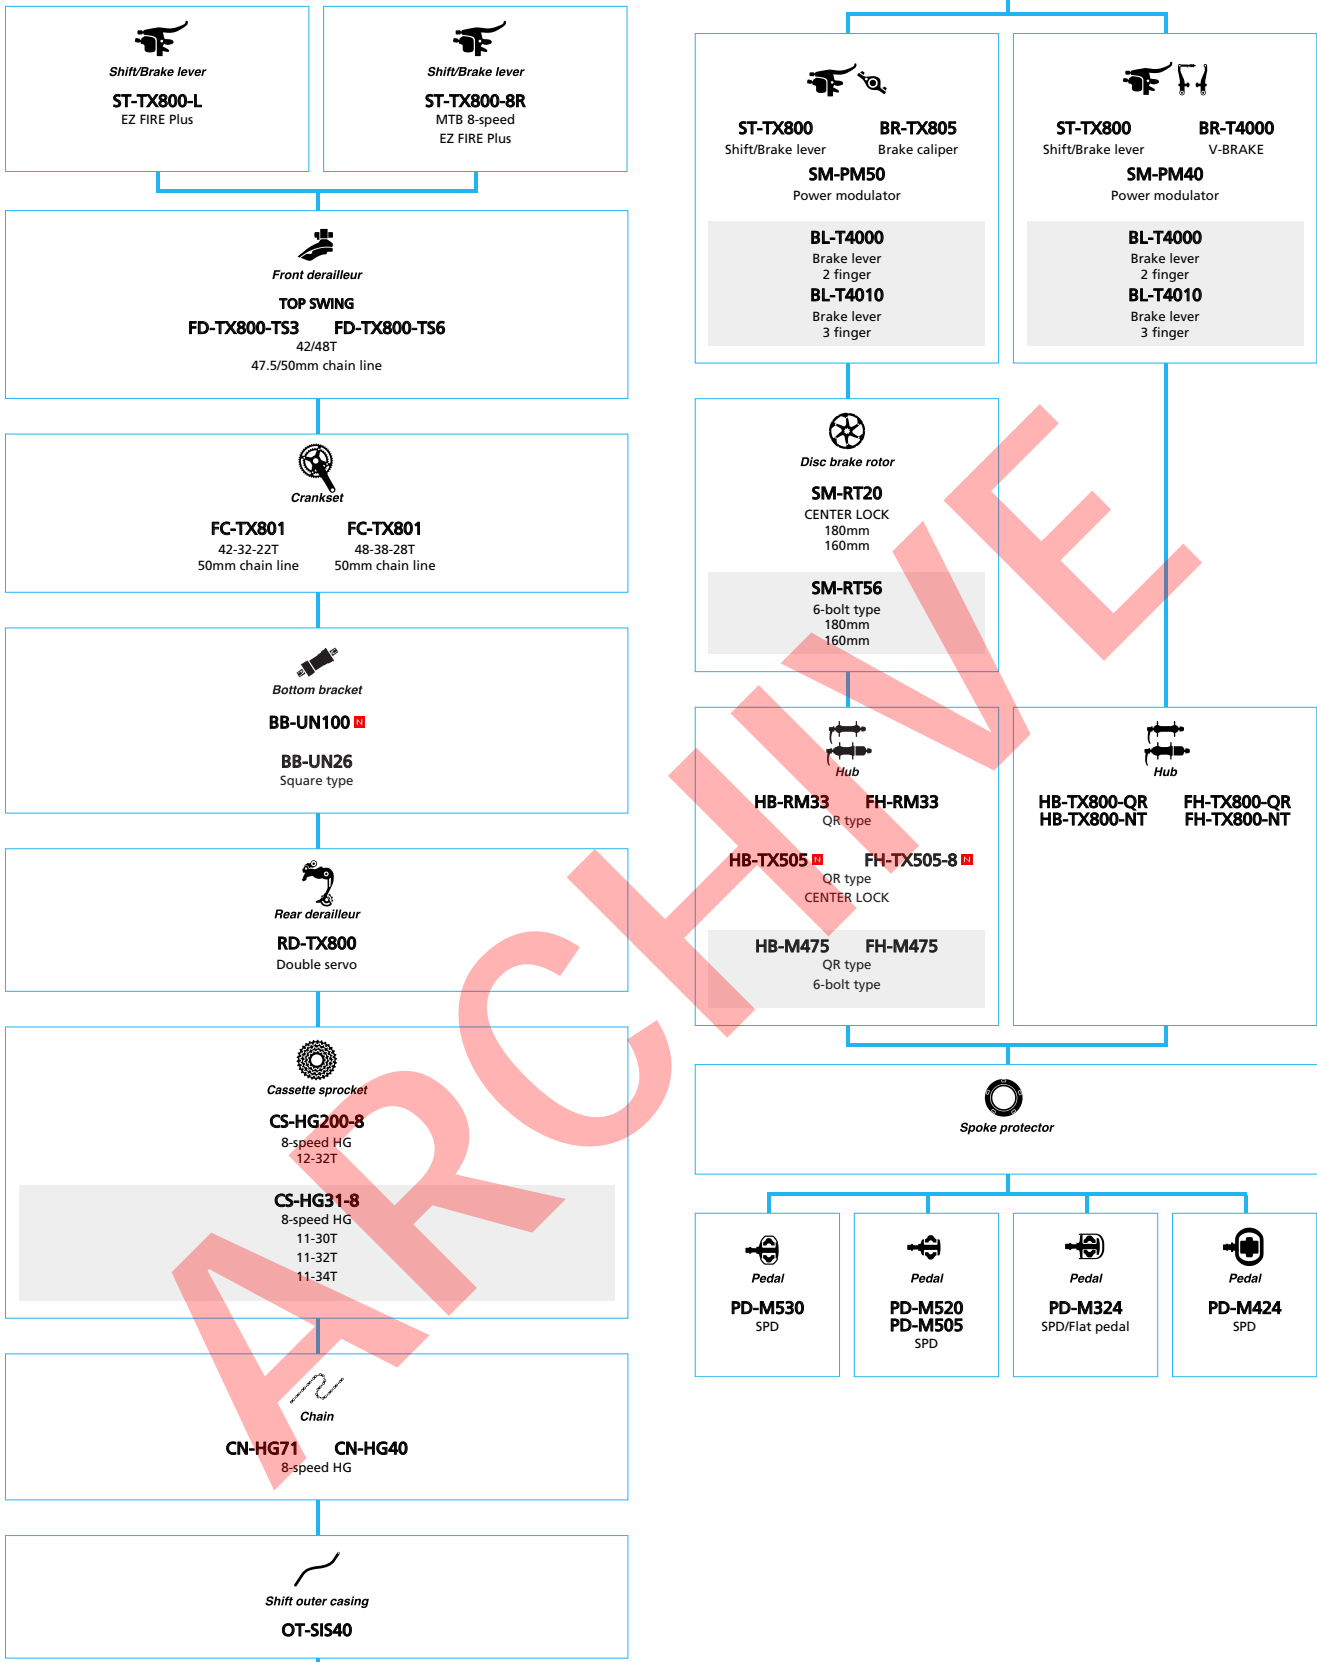 Shift/Brake lever
ST-TX800-L
EZ FIRE Plus
Shift/Brake lever
ST-TX800-8R
MTB 8-speed
EZ FIRE Plus
Front derailleur
TOP SWING
FD-TX800-TS3 FD-TX800-TS6
42/48T
47.5/50mm chain line
Crankset
FC-TX801 FC-TX801
42-32-22T 48-38-28T
50mm chain line 50mm chain line
Bottom bracket
BB-UN100 N
BB-UN26
Square type
Rear derailleur
RD-TX800
Double servo
Cassette sprocket
CS-HG200-8
8-speed HG
12-32T
CS-HG31-8
8-speed HG
11-30T
11-32T
11-34T
Chain
CN-HG71 CN-HG40
8-speed HG
Shift outer casing
OT-SIS40
ST-TX800 BR-TX805
Shift/Brake lever Brake caliper
SM-PM50
Power modulator
BL-T4000
Brake lever
2 finger
BL-T4010
Brake lever
3 finger
ST-TX800 BR-T4000
Shift/Brake lever V-BRAKE
SM-PM40
Power modulator
BL-T4000
Brake lever
2 finger
BL-T4010
Brake lever
3 finger
Disc brake rotor
SM-RT20
CENTER LOCK
180mm
160mm
SM-RT56
6-bolt type
180mm
160mm
Hub
HB-RM33 FH-RM33
QR type
HB-TX505 N FH-TX505-8 N
QR type
CENTER LOCK
HB-M475 FH-M475
QR type
6-bolt type
Hub
HB-TX800-QR FH-TX800-QR
HB-TX800-NT FH-TX800-NT
Spoke protector
Pedal
PD-M530
SPD
Pedal
PD-M520
PD-M505
SPD
Pedal
PD-M324
SPD/Flat pedal
Pedal
PD-M424
SPD
ARCHIVE